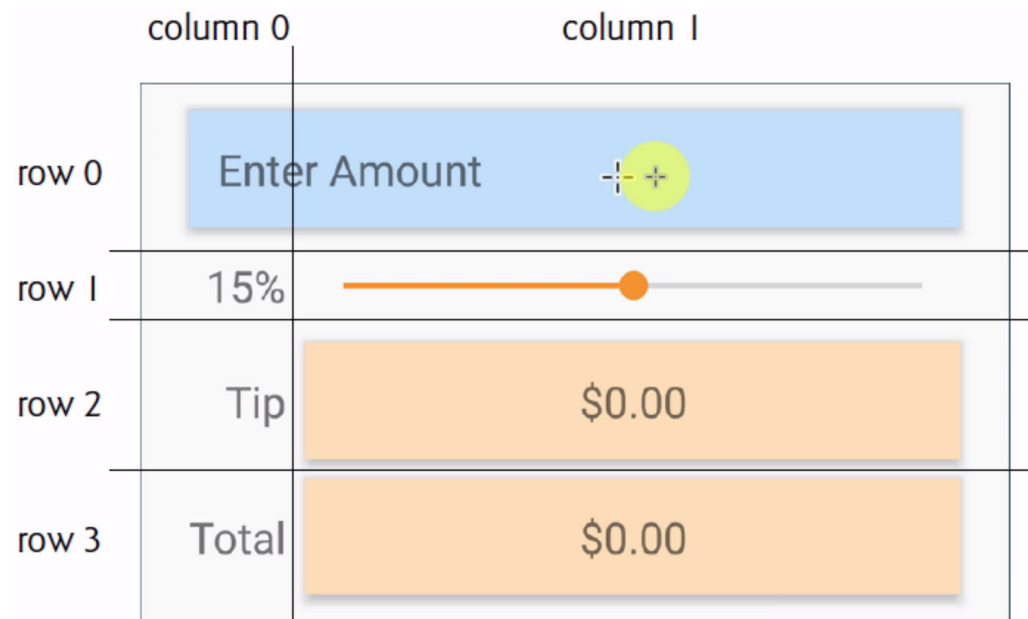 column 0 column 1
row 0 Enter Amount
row 1 15%
row 2 Tip $0.00
row 3 Total $0.00